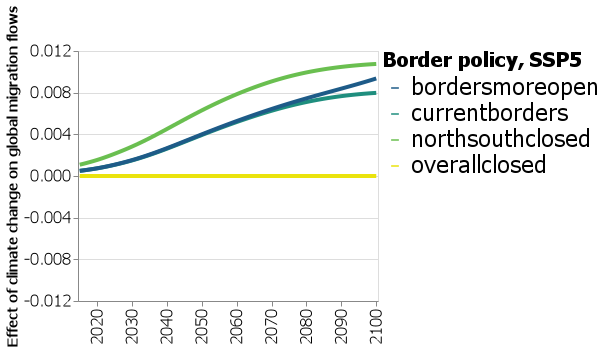 Effect of climate change on global migration flows
0.012
0.008
0.004
0.000
-0.004
-0.008
-0.012
2020
2030
2040
2050
2060
2070
2080
2090
2100
Border policy, SSP5
bordersmoreopen
currentborders
northsouthclosed
overallclosed